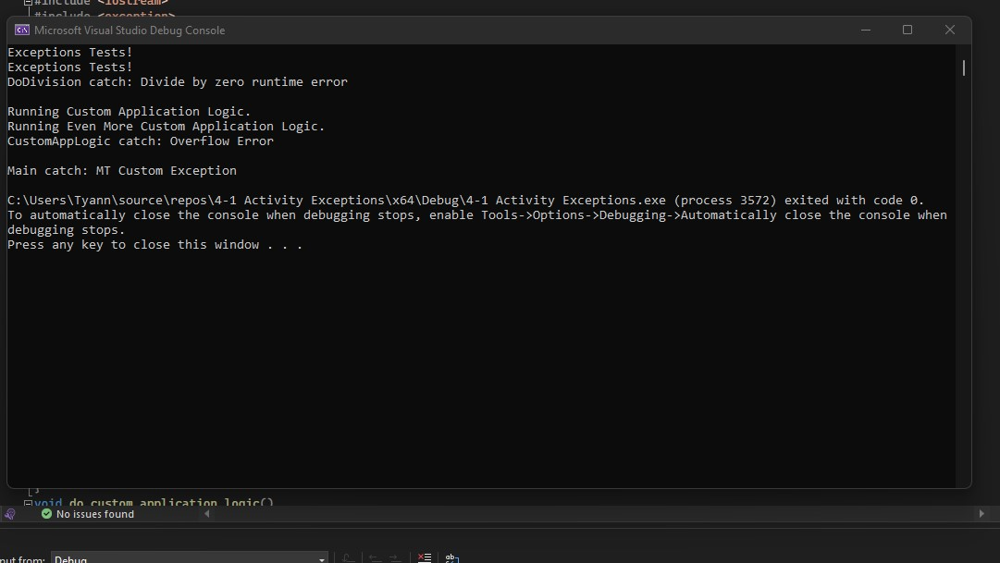 #include <iostream>
#include <exception>
Microsoft Visual Studio Debug Console
Exceptions Tests!
Exceptions Tests!
DoDivision catch: Divide by zero runtime error
Running Custom Application Logic.
Running Even More Custom Application Logic.
CustomAppLogic catch: Overflow Error
Main catch: MT Custom Exception
C:\Users\Tyann\source\repos\4-1 Activity Exceptions\x64\Debug\4-1 Activity Exceptions.exe (process 3572) exited with code 0.
To automatically close the console when debugging stops, enable Tools->Options->Debugging->Automatically close the console when
debugging stops.
Press any key to close this window . . .
}
void do_custom_application_logic()
No issues found
put from: Debug